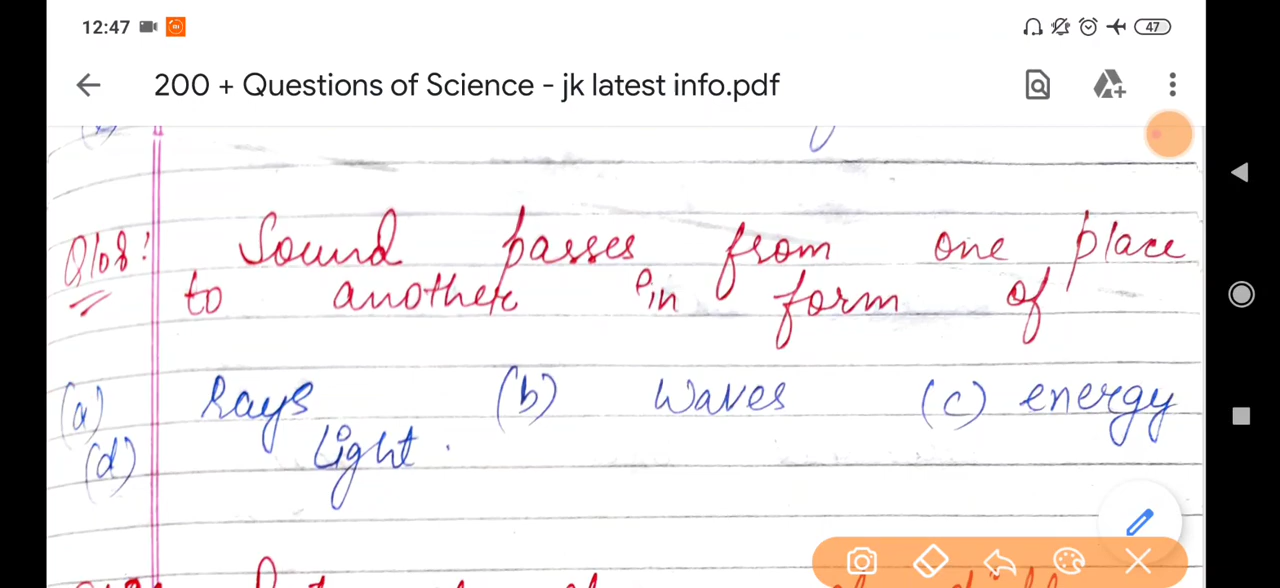 12:47
47
200 + Questions of Science - jk latest info.pdf
Q108: Sound passes from one place
to another in form of
(a) Rays (b) Waves (c) energy
(d) Light.